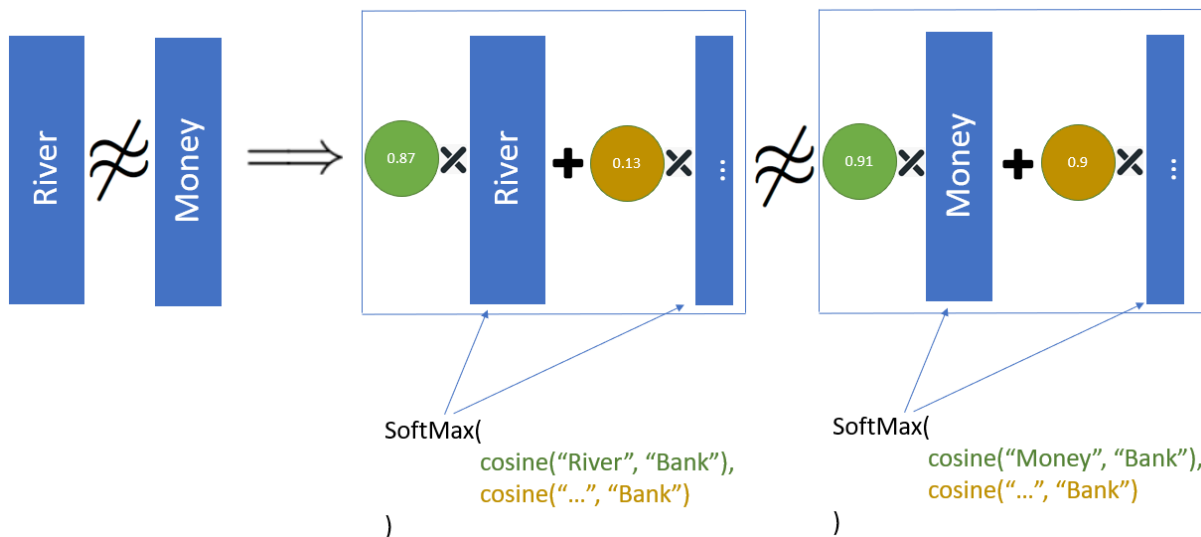 River
≉
Money
⟹
0.87
×
River
+
0.13
×
...
≉
0.91
×
Money
+
0.9
×
...
SoftMax(
cosine("River", "Bank"),
cosine("...", "Bank")
)
SoftMax(
cosine("Money", "Bank"),
cosine("...", "Bank")
)